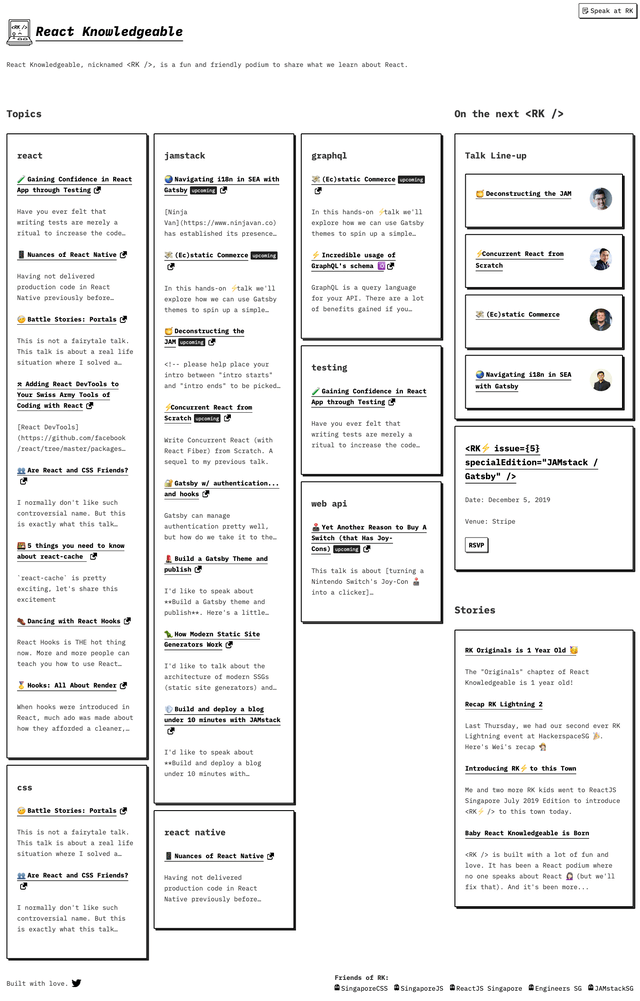 Speak at RK
React Knowledgeable
React Knowledgeable, nicknamed <RK />, is a fun and friendly podium to share what we learn about React.
Topics
react
Gaining Confidence in React
App through Testing
Have you ever felt that
writing tests are merely a
ritual to increase the code…
Nuances of React Native
Having not delivered
production code in React
Native previously before…
Battle Stories: Portals
This is not a fairytale talk.
This talk is about a real life
situation where I solved a…
Adding React DevTools to
Your Swiss Army Tools of
Coding with React
[React DevTools]
(https://github.com/facebook
/react/tree/master/packages…
Are React and CSS Friends?
I normally don't like such
controversial name. But this
is exactly what this talk…
5 things you need to know
about react-cache
`react-cache` is pretty
exciting, let's share this
excitement
Dancing with React Hooks
React Hooks is THE hot thing
now. More and more people can
teach you how to use React…
Hooks: All About Render
When hooks were introduced in
React, much ado was made about
how they afforded a cleaner,…
css
Battle Stories: Portals
This is not a fairytale talk.
This talk is about a real life
situation where I solved a…
Are React and CSS Friends?
I normally don't like such
controversial name. But this
is exactly what this talk…
jamstack
Navigating i18n in SEA with
Gatsby upcoming
[Ninja
Van](https://www.ninjavan.co)
has established its presence…
(Ec)static Commerce upcoming
In this hands-on ⚡talk we'll
explore how we can use Gatsby
themes to spin up a simple…
Deconstructing the
JAM upcoming
<!-- please help place your
intro between "intro starts"
and "intro ends" to be picked…
⚡Concurrent React from
Scratch upcoming
Write Concurrent React (with
React Fiber) from Scratch. A
sequel to my previous talk.
Gatsby w/ authentication...
and hooks
Gatsby can manage
authentication pretty well,
but how do we take it to the…
Build a Gatsby Theme and
publish
I'd like to speak about
**Build a Gatsby theme and
publish**. Here's a little…
How Modern Static Site
Generators Work
I'd like to talk about the
architecture of modern SSGs
(static site generators) and…
Build and deploy a blog
under 10 minutes with JAMstack
I'd like to speak about
**Build and deploy a blog
under 10 minutes with…
react native
Nuances of React Native
Having not delivered
production code in React
Native previously before…
graphql
(Ec)static Commerce upcoming
In this hands-on ⚡talk we'll
explore how we can use Gatsby
themes to spin up a simple…
⚡ Incredible usage of
GraphQL's schema
GraphQL is a query language
for your API. There are a lot
of benefits gained if you…
testing
Gaining Confidence in React
App through Testing
Have you ever felt that
writing tests are merely a
ritual to increase the code…
web api
Yet Another Reason to Buy A
Switch (that Has Joy-
Cons) upcoming
This talk is about [turning a
Nintendo Switch's Joy-Con
into a clicker]…
On the next <RK />
Talk Line-up
Deconstructing the JAM
⚡Concurrent React from
Scratch
(Ec)static Commerce
Navigating i18n in SEA
with Gatsby
<RK⚡ issue={5}
specialEdition="JAMstack /
Gatsby" />
Date: December 5, 2019
Venue: Stripe
RSVP
Stories
RK Originals is 1 Year Old
The "Originals" chapter of React
Knowledgeable is 1 year old!
Recap RK Lightning 2
Last Thursday, we had our second ever RK
Lightning event at HackerspaceSG
Here's Wei's recap
Introducing RK⚡ to this Town
Me and two more RK kids went to ReactJS
Singapore July 2019 Edition to introduce
<RK⚡ /> to this town today.
Baby React Knowledgeable is Born
<RK /> is built with a lot of fun and
love. It has been a React podium where
no one speaks about React (but we'll
fix that). And it's been more...
Built with love.
Friends of RK:
SingaporeCSS SingaporeJS ReactJS Singapore Engineers SG JAMstackSG